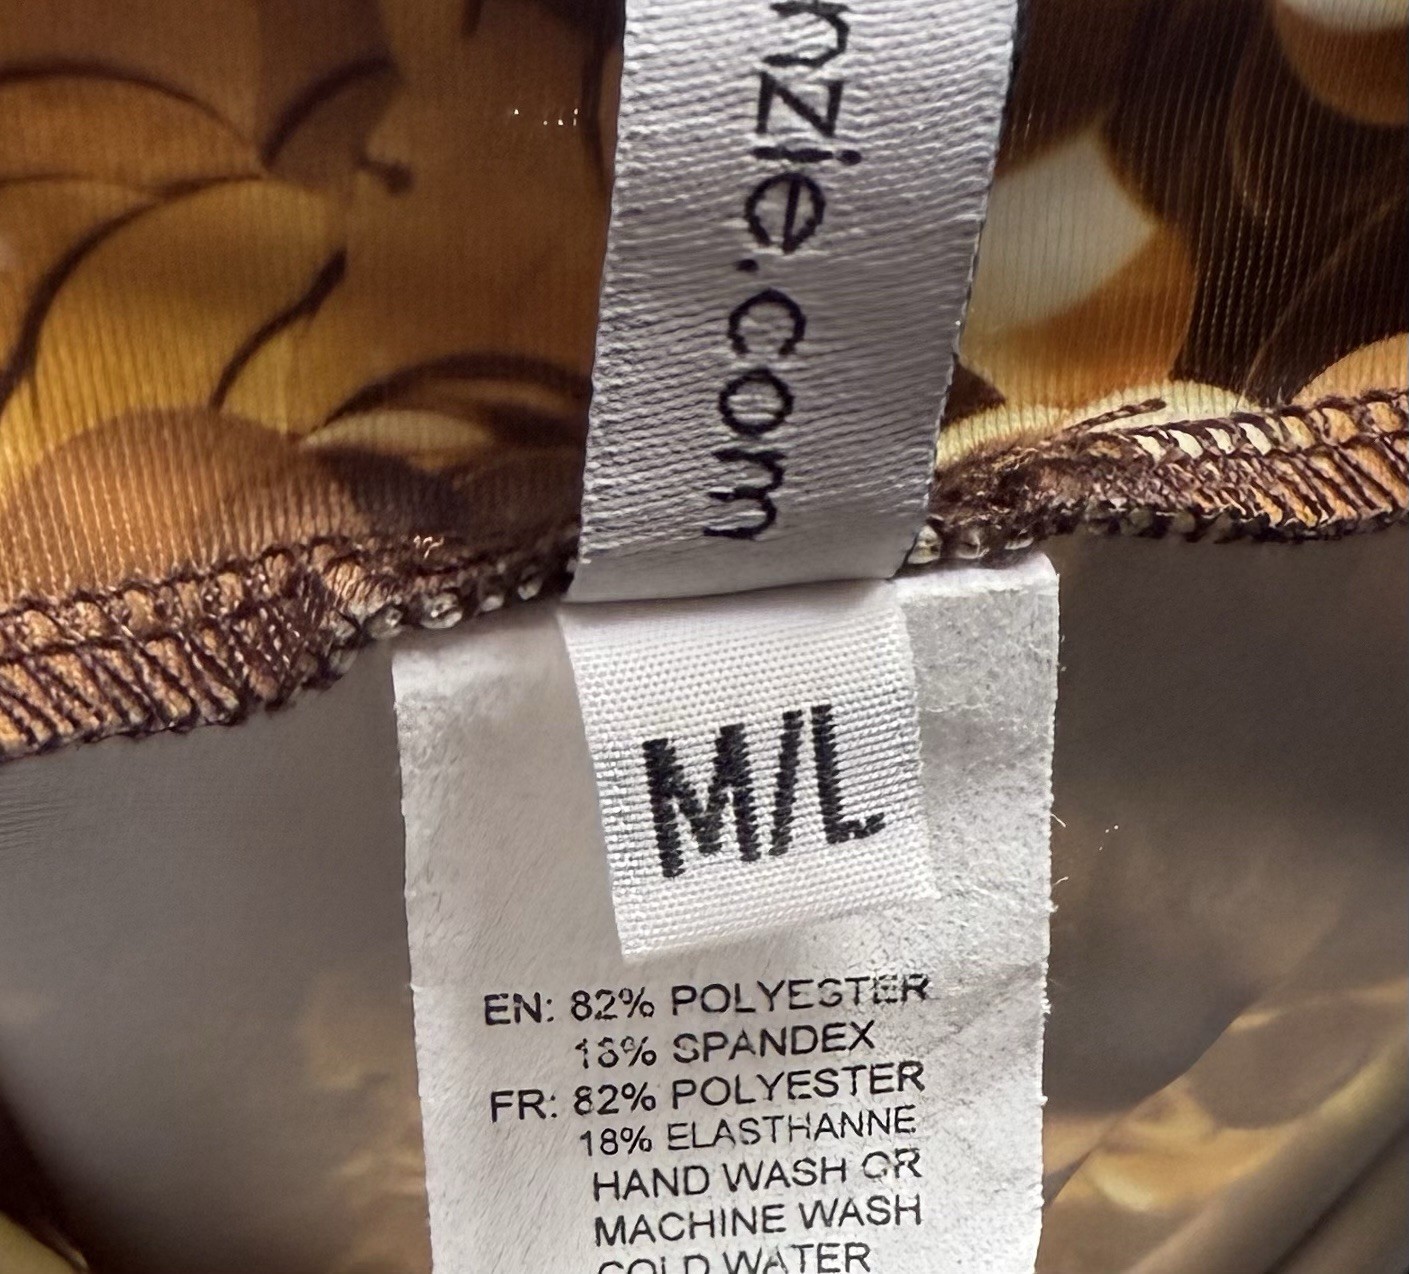 nzie.com
M/L
EN: 82% POLYESTER
18% SPANDEX
FR: 82% POLYESTER
18% ELASTHANNE
HAND WASH OR
MACHINE WASH
COLD WATER